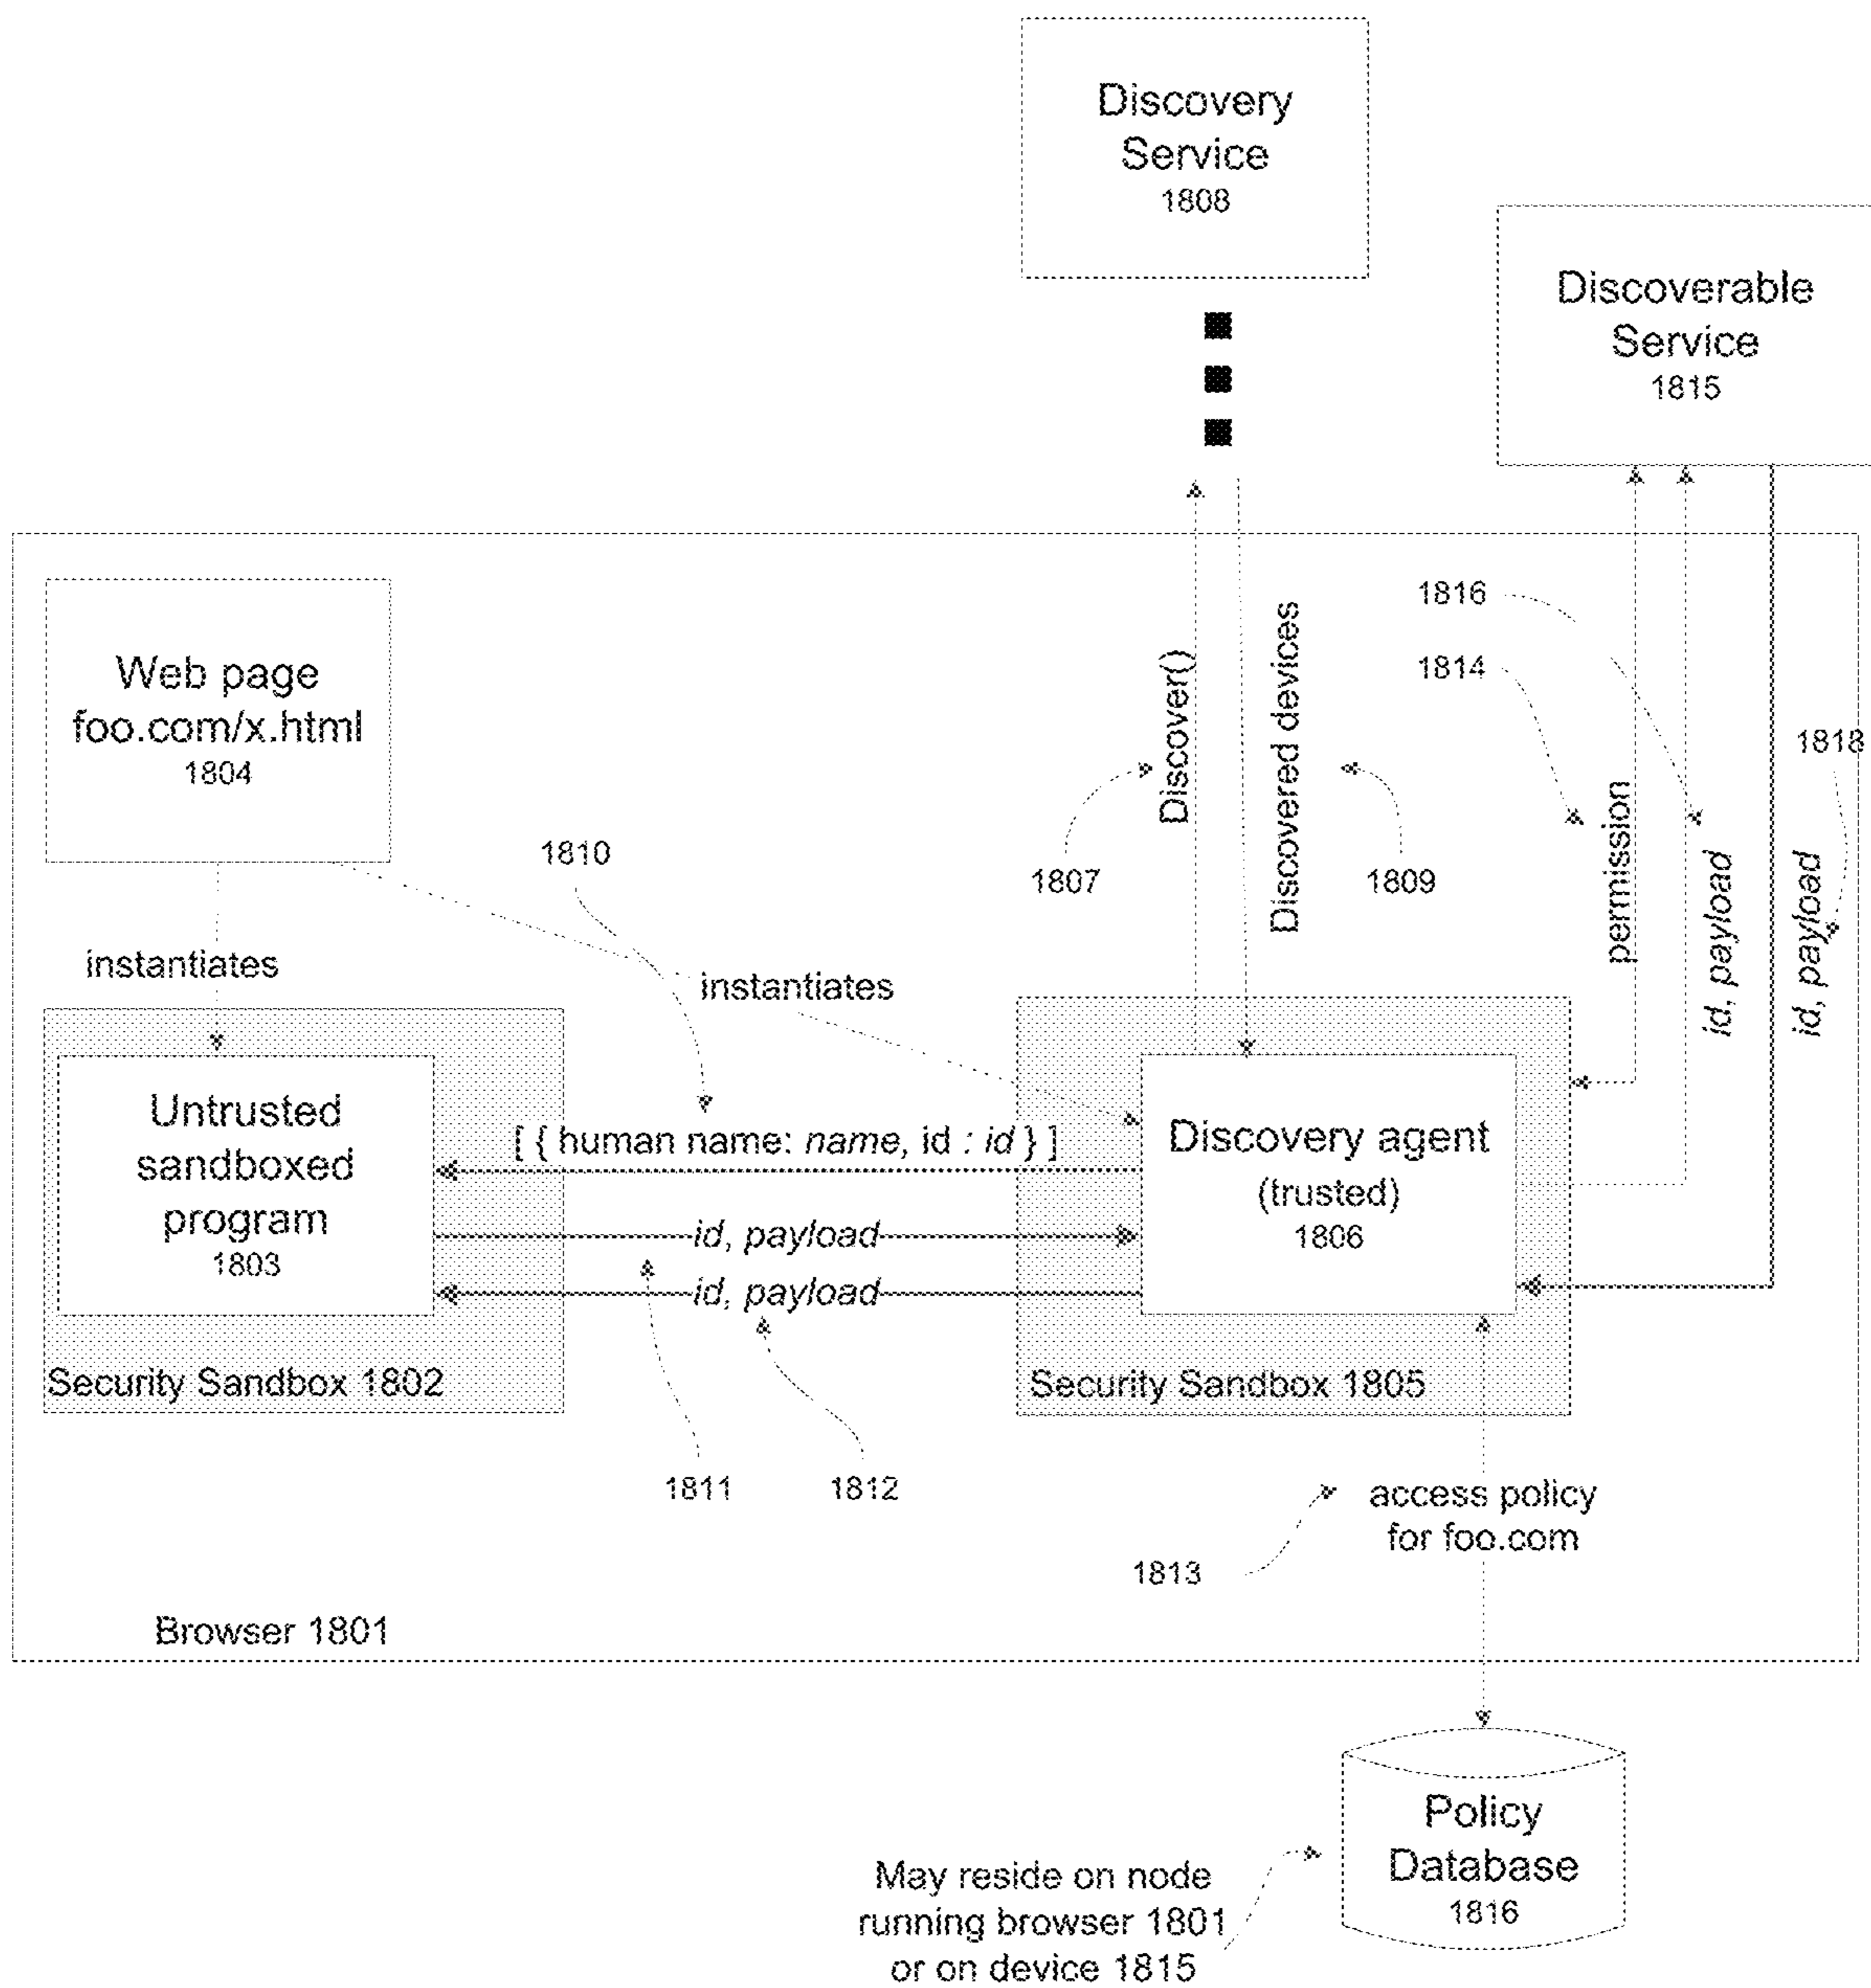 Discovery
Service
1808
Discoverable
Service
1815
1816
1814
1818
Web page
foo.com/x.html
1804
Discover()
Discovered devices
permission
id, payload
id, payload
1807
1809
1810
instantiates
instantiates
Untrusted
sandboxed
program
1803
[ { human name: name, id : id } ]
id, payload
id, payload
Discovery agent
(trusted)
1806
Security Sandbox 1802
Security Sandbox 1805
1811
1812
access policy
for foo.com
1813
Browser 1801
Policy
Database
1816
May reside on node
running browser 1801
or on device 1815